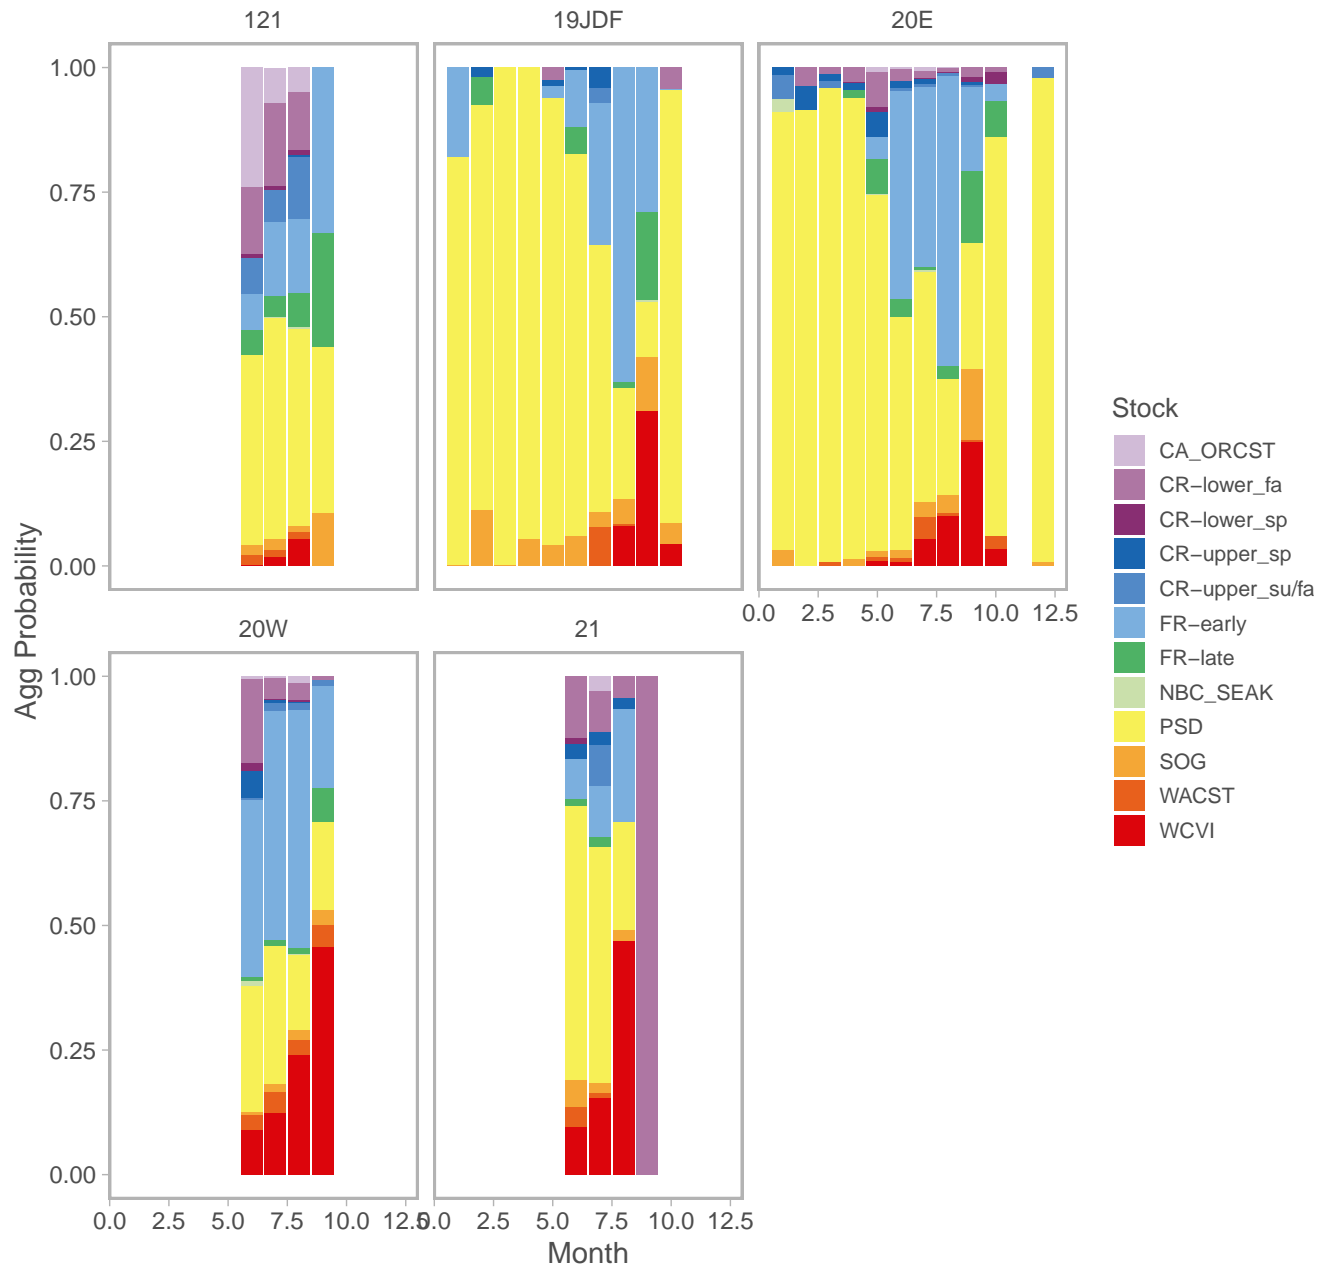 121 19JDF 20E
1.00
0.75
0.50
0.25
0.00
0.0 2.5 5.0 7.5 10.0 12.5
20W 21
1.00
0.75
0.50
0.25
0.00
0.0 2.5 5.0 7.5 10.0 12.5 0.0 2.5 5.0 7.5 10.0 12.5
Month
Agg Probability
Stock
CA_ORCST
CR−lower_fa
CR−lower_sp
CR−upper_sp
CR−upper_su/fa
FR−early
FR−late
NBC_SEAK
PSD
SOG
WACST
WCVI